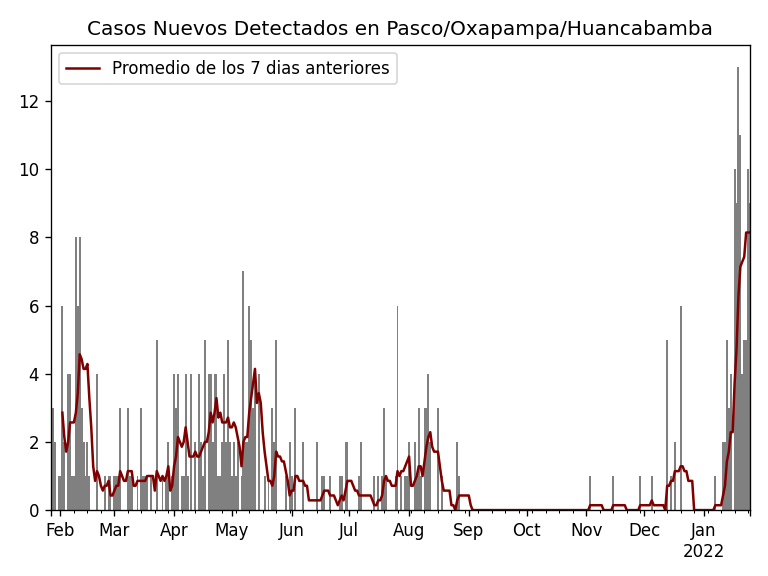 Casos Nuevos Detectados en Pasco/Oxapampa/Huancabamba
Promedio de los 7 dias anteriores
12
10
8
6
4
2
0
Feb Mar Apr May Jun Jul Aug Sep Oct Nov Dec Jan
2022